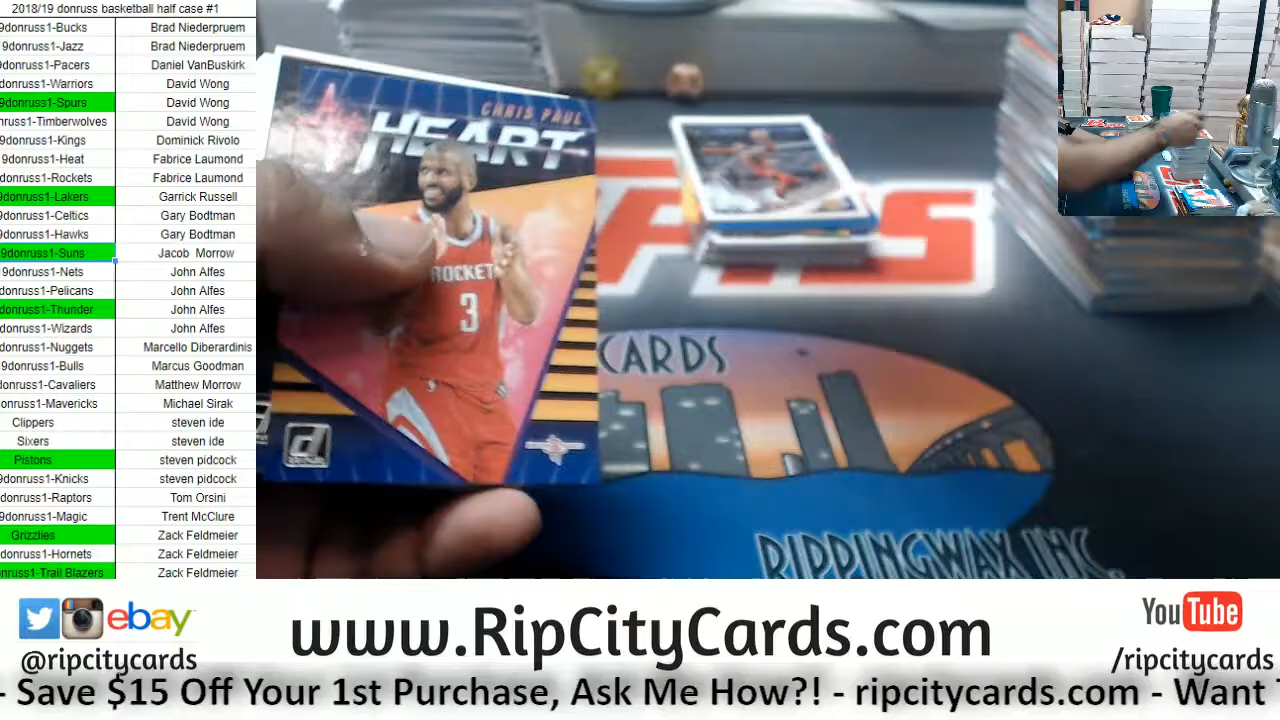 2018/19 donruss basketball half case #1
9donruss1-Bucks Brad Niederpruem
9donruss1-Jazz Brad Niederpruem
9donruss1-Pacers Daniel VanBuskirk
donruss1-Warriors David Wong
9donruss1-Spurs David Wong
nruss1-Timberwolves David Wong
9donruss1-Kings Dominick Rivolo
9donruss1-Heat Fabrice Laumond
donruss1-Rockets Fabrice Laumond
9donruss1-Lakers Garrick Russell
9donruss1-Celtics Gary Bodtman
9donruss1-Hawks Gary Bodtman
9donruss1-Suns Jacob Morrow
9donruss1-Nets John Alfes
donruss1-Pelicans John Alfes
donruss1-Thunder John Alfes
donruss1-Wizards John Alfes
donruss1-Nuggets Marcello Diberardinis
9donruss1-Bulls Marcus Goodman
donruss1-Cavaliers Matthew Morrow
onruss1-Mavericks Michael Sirak
Clippers steven ide
Sixers steven ide
Pistons steven pidcock
9donruss1-Knicks steven pidcock
donruss1-Raptors Tom Orsini
9donruss1-Magic Trent McClure
Grizzlies Zack Feldmeier
donruss1-Hornets Zack Feldmeier
nruss1-Trail Blazers Zack Feldmeier
CHRIS PAUL
HEART
ROCKET
3
d
CARDS
RIPPINGWAX INC.
ebay
@ripcitycards
www.RipCityCards.com
YouTube
/ripcitycards
- Save $15 Off Your 1st Purchase, Ask Me How?! - ripcitycards.com - Want